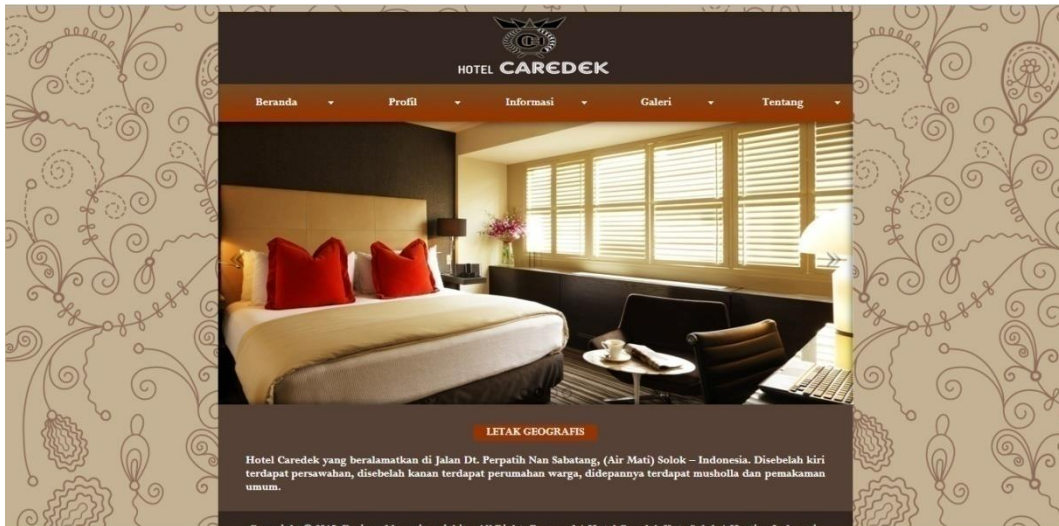 HOTEL CAREDEK
Beranda Profil Informasi Galeri Tentang
LETAK GEOGRAFIS
Hotel Caredek yang beralamatkan di Jalan Dt. Perpatih Nan Sabatang, (Air Mati) Solok – Indonesia. Disebelah kiri
terdapat persawahan, disebelah kanan terdapat perumahan warga, didepannya terdapat musholla dan pemakaman
umum.